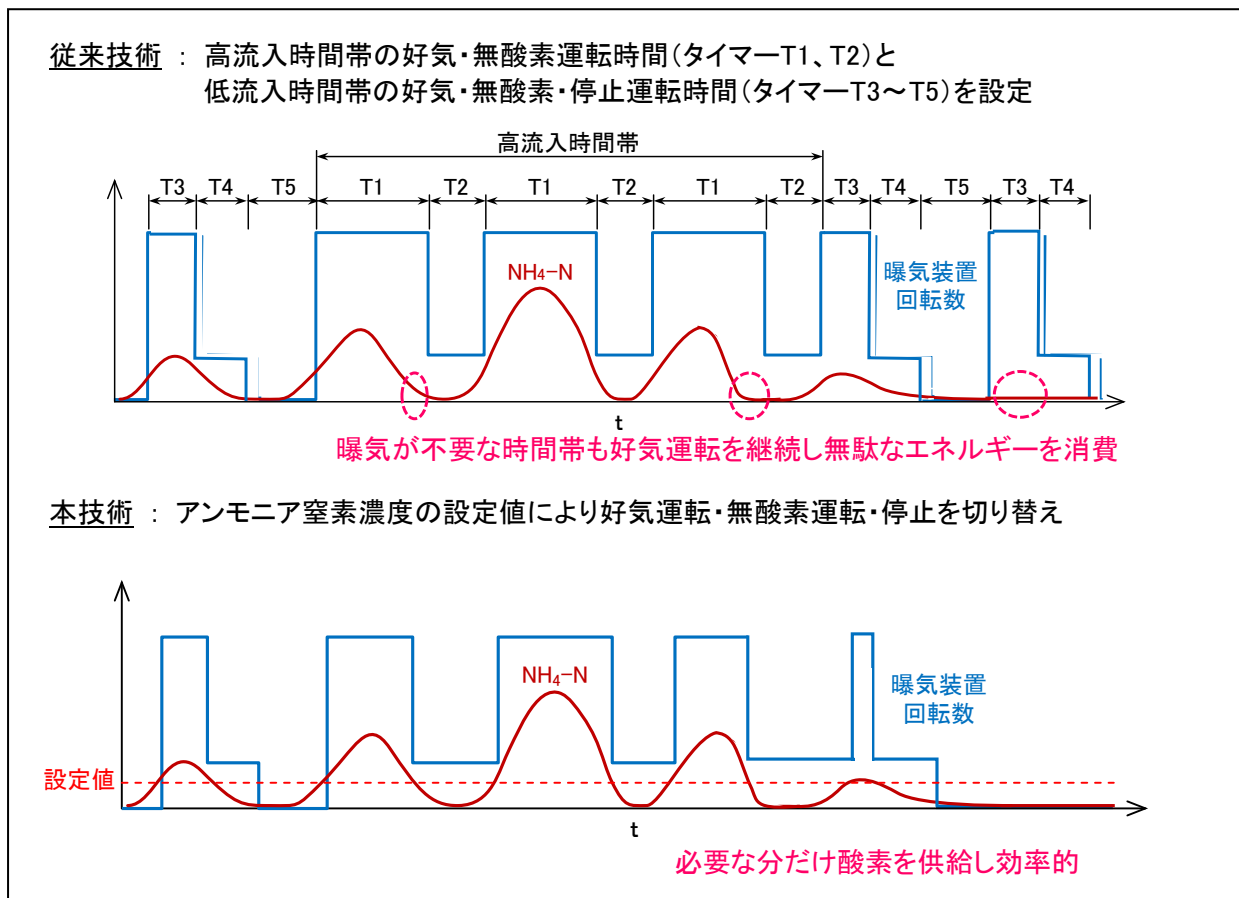 従来技術 : 高流入時間帯の好気・無酸素運転時間(タイマーT1、T2)と
低流入時間帯の好気・無酸素・停止運転時間(タイマーT3～T5)を設定
高流入時間帯
T3 T4 T5 T1 T2 T1 T2 T1 T2 T3 T4 T5 T3 T4
NH₄-N
曝気装置
回転数
t
曝気が不要な時間帯も好気運転を継続し無駄なエネルギーを消費
本技術 : アンモニア窒素濃度の設定値により好気運転・無酸素運転・停止を切り替え
NH₄-N
曝気装置
回転数
設定値
t
必要な分だけ酸素を供給し効率的